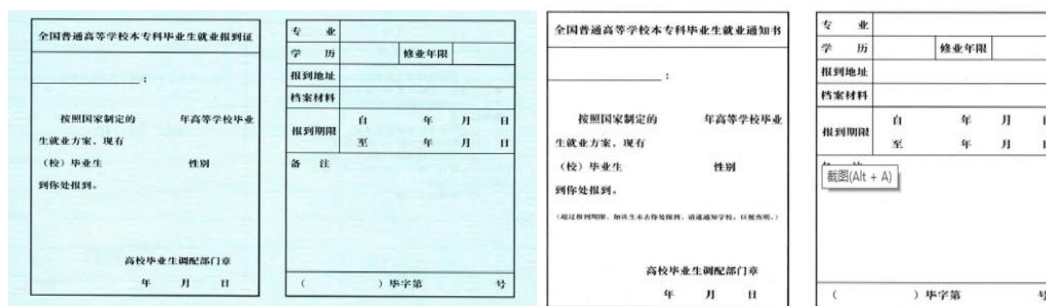 全国普通高等学校本专科毕业生就业报到证
:
按照国家制定的 年高等学校毕业
生就业方案，现有
（校）毕业生 性别
到你处报到。
高校毕业生调配部门章
年 月 日
专 业
学 历 修业年限
报到地址
档案材料
报到期限
自 年 月 日
至 年 月 日
备 注
（ ）毕字第 号
全国普通高等学校本专科毕业生就业通知书
:
按照国家制定的 年高等学校毕业
生就业方案，现有
（校）毕业生 性别
到你处报到。
（超过报到期限，如该生未去你处报到，请速通知学校，以便查明。）
高校毕业生调配部门章
年 月 日
专 业
学 历 修业年限
报到地址
档案材料
报到期限
自 年 月
至 年 月
截图(Alt + A)
（ ）毕字第